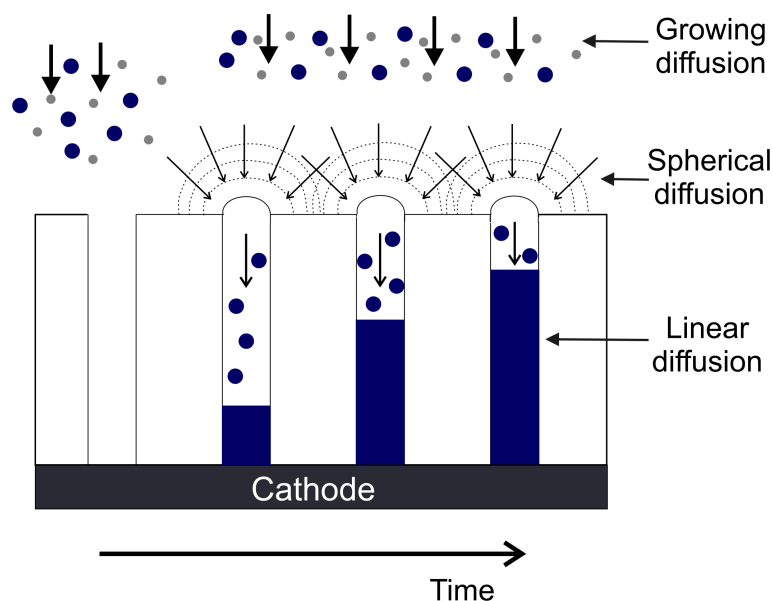 Growing
diffusion
Spherical
diffusion
Linear
diffusion
Cathode
Time